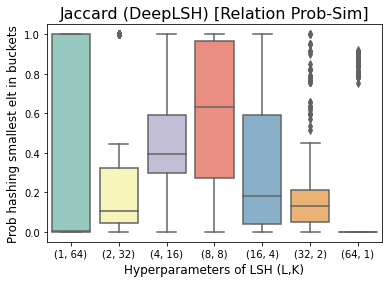 Jaccard (DeepLSH) [Relation Prob-Sim]
Prob hashing smallest elt in buckets
1.0
0.8
0.6
0.4
0.2
0.0
(1, 64) (2, 32) (4, 16) (8, 8) (16, 4) (32, 2) (64, 1)
Hyperparameters of LSH (L,K)